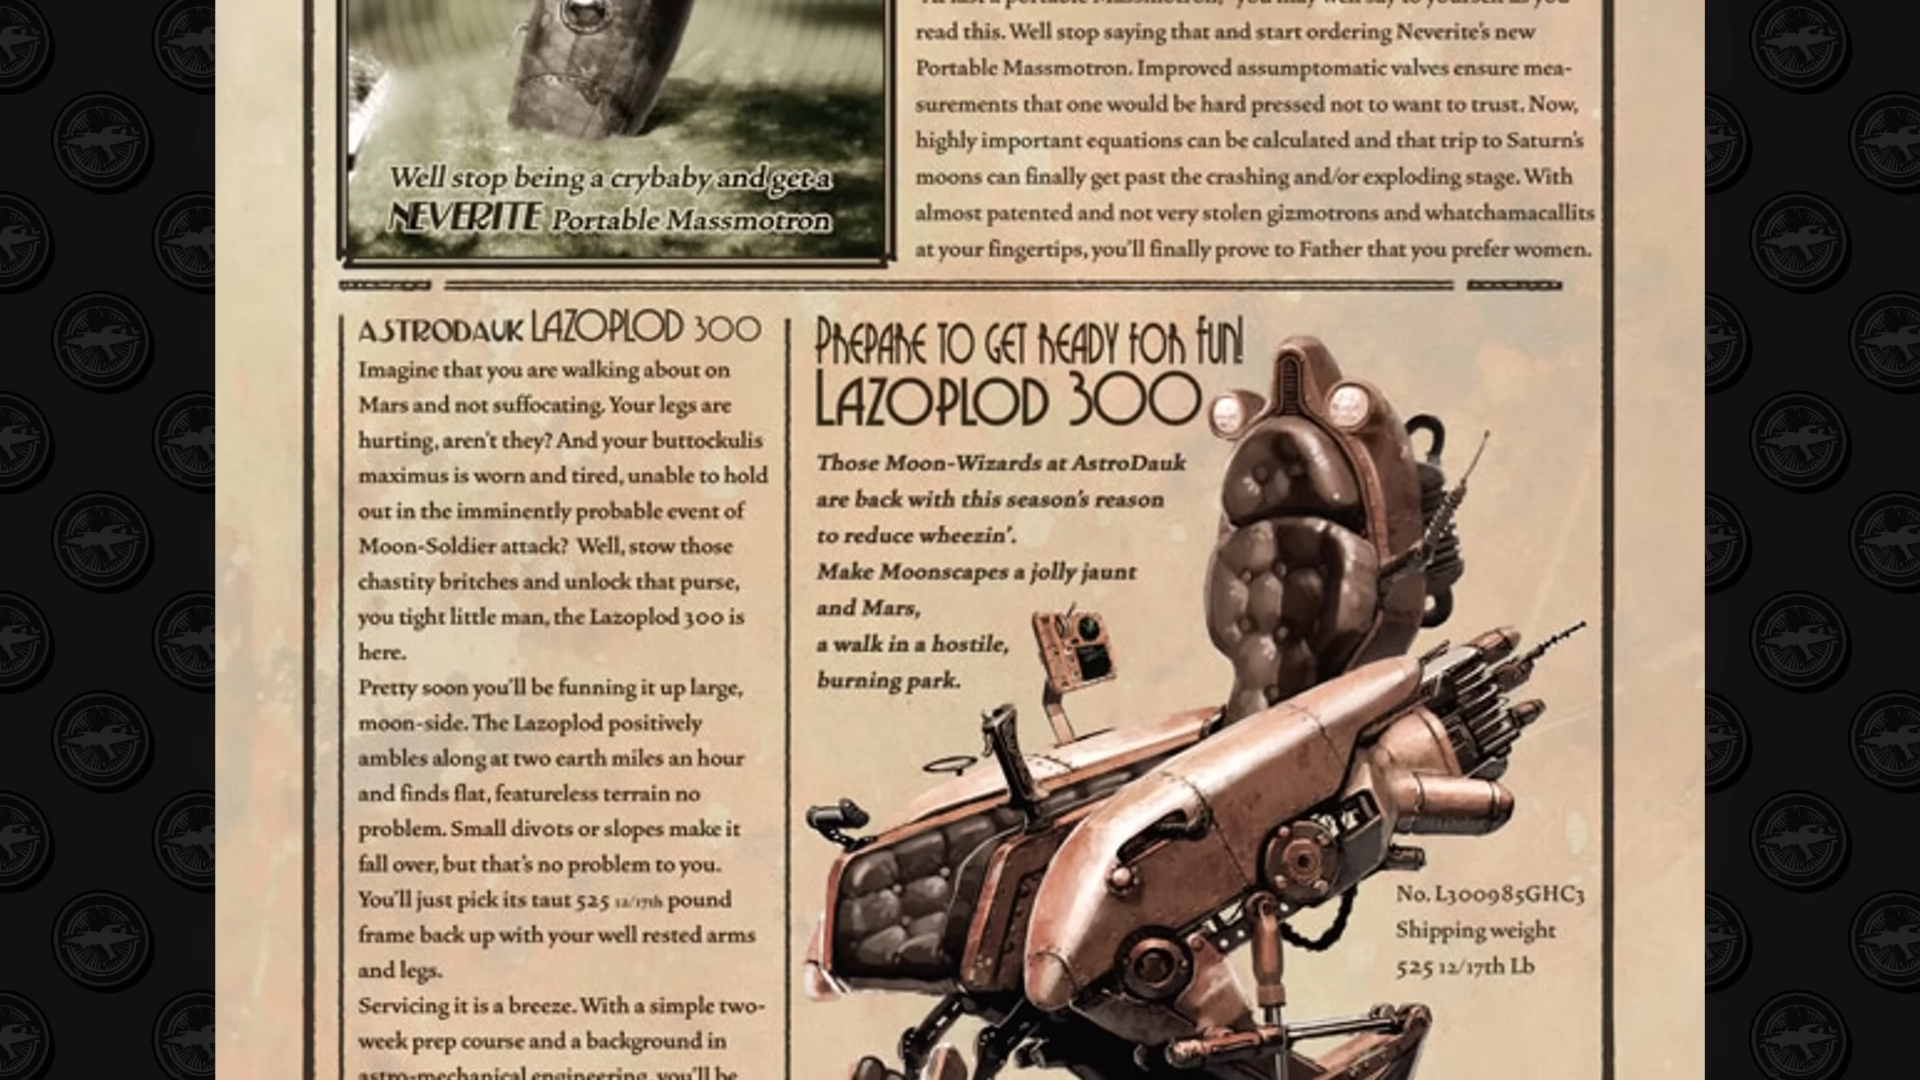 Well stop being a crybaby and get a
NEVERITE Portable Massmotron
read this. Well stop saying that and start ordering Neverite's new
Portable Massmotron. Improved assumptomatic valves ensure mea-
surements that one would be hard pressed not to want to trust. Now,
highly important equations can be calculated and that trip to Saturn's
moons can finally get past the crashing and/or exploding stage. With
almost patented and not very stolen gizmotrons and whatchamacallits
at your fingertips, you'll finally prove to Father that you prefer women.
ASTRODAUK LAZOPLOD 300
Imagine that you are walking about on
Mars and not suffocating. Your legs are
hurting, aren't they? And your buttockulis
maximus is worn and tired, unable to hold
out in the imminently probable event of
Moon-Soldier attack? Well, stow those
chastity britches and unlock that purse,
you tight little man, the Lazoplod 300 is
here.
Pretty soon you'll be funning it up large,
moon-side. The Lazoplod positively
ambles along at two earth miles an hour
and finds flat, featureless terrain no
problem. Small divots or slopes make it
fall over, but that's no problem to you.
You'll just pick its taut 525 12/17th pound
frame back up with your well rested arms
and legs.
Servicing it is a breeze. With a simple two-
week prep course and a background in
astro-mechanical engineering, you'll be
PREPARE TO GET READY FOR FUN!
LAZOPLOD 300
Those Moon-Wizards at AstroDauk
are back with this season's reason
to reduce wheezin'.
Make Moonscapes a jolly jaunt
and Mars,
a walk in a hostile,
burning park.
No. L300985GHC3
Shipping weight
525 12/17th Lb